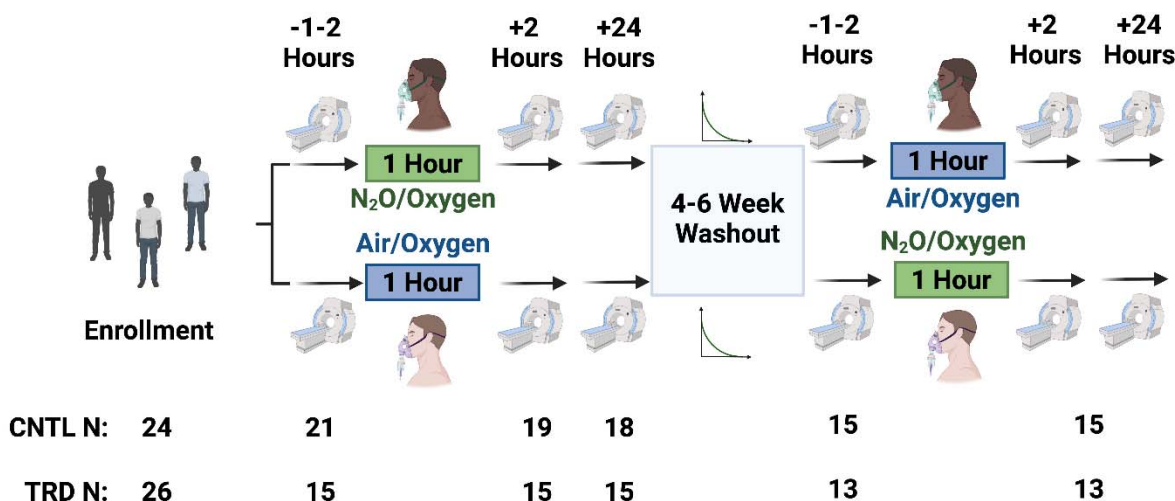 -1-2 Hours
+2 Hours
+24 Hours
-1-2 Hours
+2 Hours
+24 Hours
1 Hour
N₂O/Oxygen
Air/Oxygen
1 Hour
4-6 Week
Washout
1 Hour
Air/Oxygen
N₂O/Oxygen
1 Hour
Enrollment
CNTL N: 24 21 19 18 15 15
TRD N: 26 15 15 15 13 13